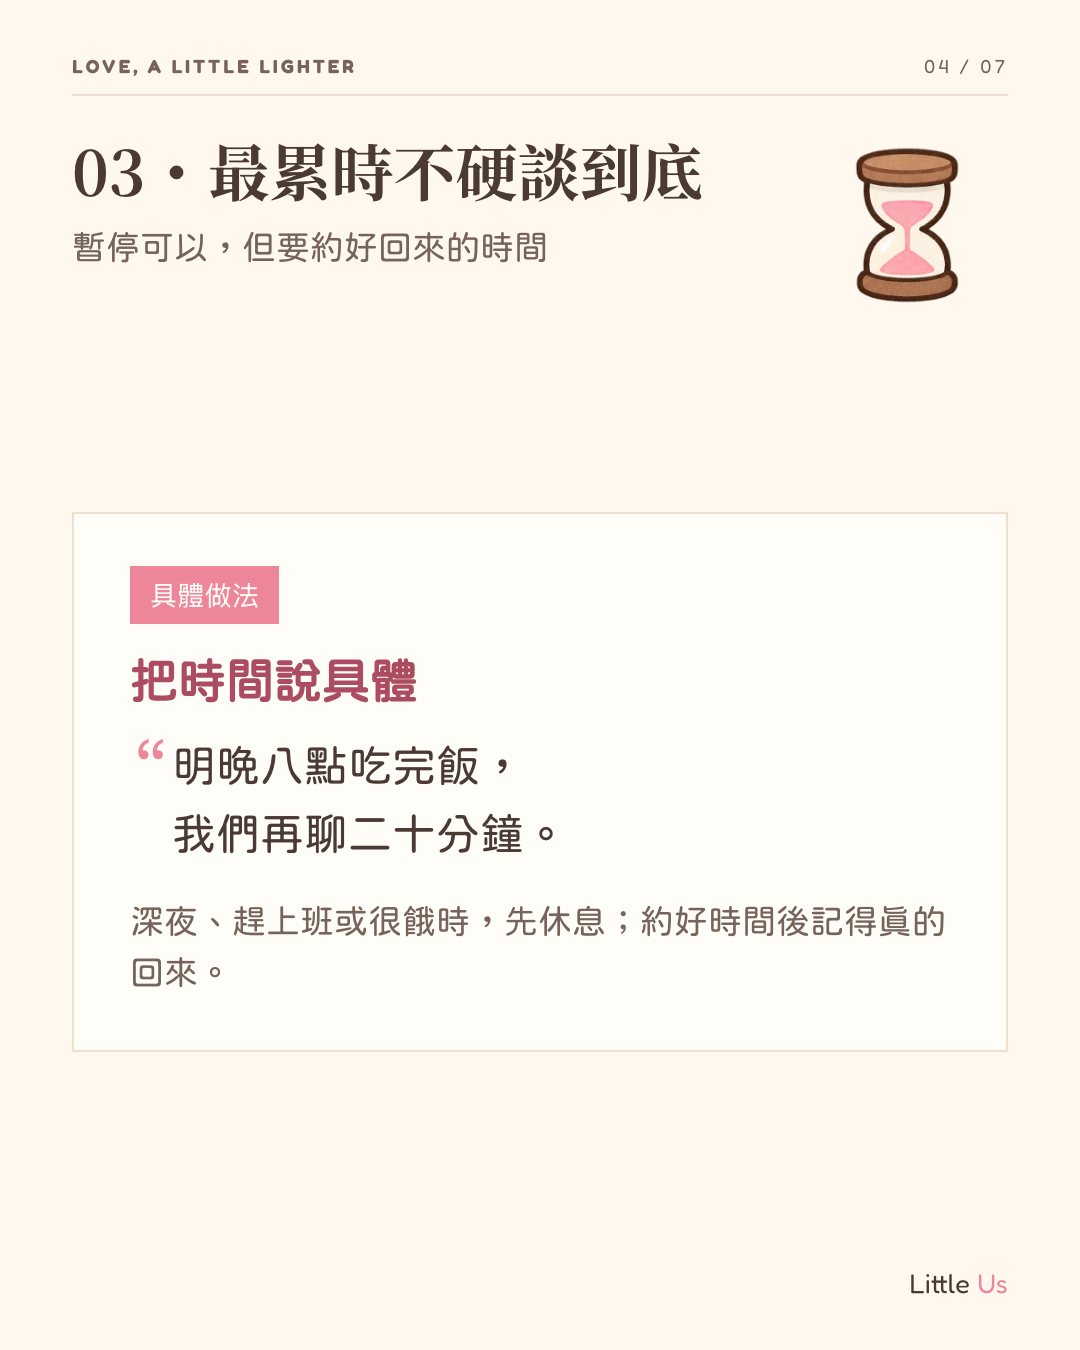 LOVE, A LITTLE LIGHTER
04 / 07
03・最累時不硬談到底
暫停可以，但要約好回來的時間
具體做法
把時間說具體
“明晚八點吃完飯，
我們再聊二十分鐘。
深夜、趕上班或很餓時，先休息；約好時間後記得真的
回來。
Little Us